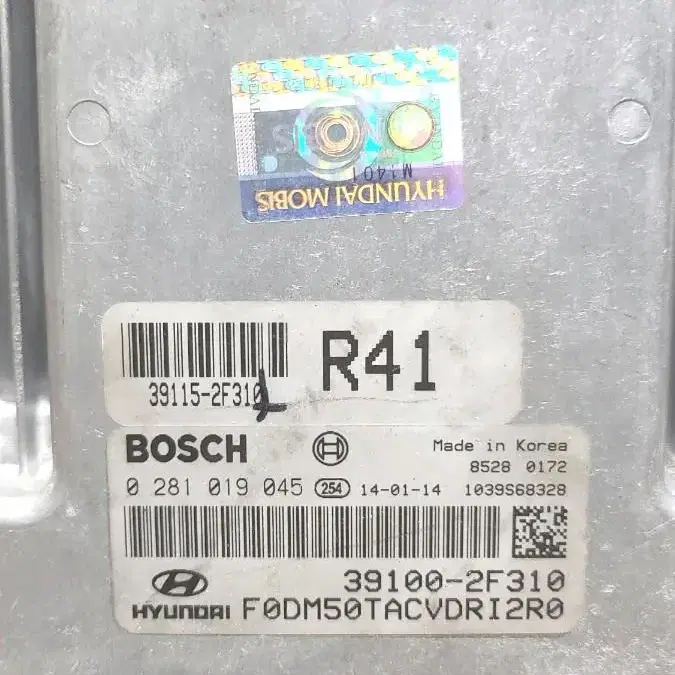 M1401
HYUNDAI MOBIS
39115-2F310
R41
BOSCH
Made in Korea
8528 0172
0 281 019 045 254 14-01-14 1039S68328
39100-2F310
HYUNDAI F0DM50TACVDRI2R0